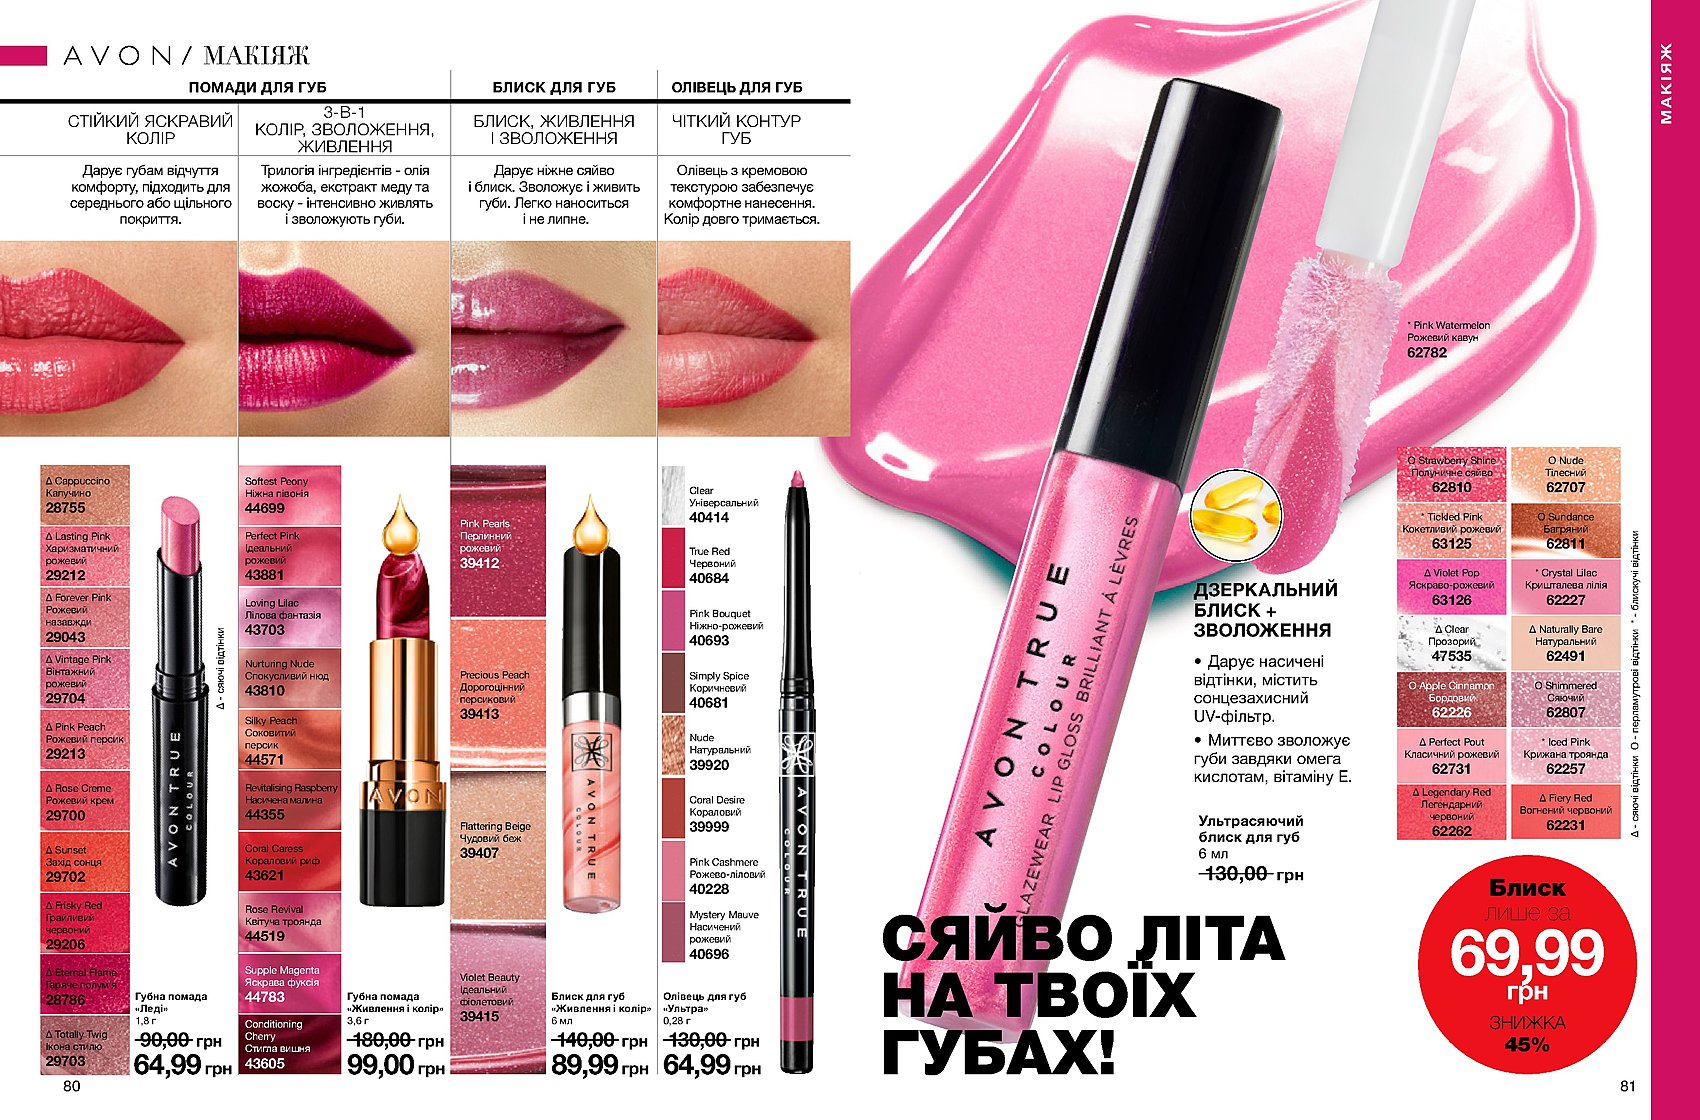 AVON/ МАКІЯЖ
ПОМАДИ ДЛЯ ГУБ
БЛИСК ДЛЯ ГУБ
ОЛІВЕЦЬ ДЛЯ ГУБ
СТІЙКИЙ ЯСКРАВИЙ
КОЛІР
3-В-1
КОЛІР, ЗВОЛОЖЕННЯ,
ЖИВЛЕННЯ
БЛИСК, ЖИВЛЕННЯ
І ЗВОЛОЖЕННЯ
ЧІТКИЙ КОНТУР
ГУБ
Дарує губам відчуття
комфорту, підходить для
середнього або щільного
покриття.
Трилогія інгредієнтів - олія
жожоба, екстракт меду та
воску - інтенсивно живлять
і зволожують губи.
Дарує ніжне сяйво
і блиск. Зволожує і живить
губи. Легко наноситься
і не липне.
Олівець з кремовою
текстурою забезпечує
комфортне нанесення.
Колір довго тримається.
Δ Cappuccino
Капучино
28755
Δ Lasting Pink
Харизматичний
рожевий
29212
Δ Forever Pink
Рожевий
назавжди
29043
Δ Vintage Pink
Вінтажний
рожевий
29704
Δ Pink Peach
Рожевий персик
29213
Δ Rose Creme
Рожевий крем
29700
Δ Sunset
Захід сонця
29702
Δ Frisky Red
Грайливий
червоний
29206
Δ Eternal Flame
Гаряче полум'я
28786
Δ Totally Twig
Ікона стилю
29703
Δ - сяючі відтінки
AVON TRUE
COLOUR
Губна помада
«Леді»
1,8 г
90,00 грн
64,99 грн
Softest Peony
Ніжна півонія
44699
Perfect Pink
Ідеальний
рожевий
43881
Loving Lilac
Лілова фантазія
43703
Nurturing Nude
Спокусливий нюд
43810
Silky Peach
Соковитий
персик
44571
Revitalising Raspberry
Насичена малина
44355
Coral Caress
Кораловий риф
43621
Rose Revival
Квітуча троянда
44519
Supple Magenta
Яскрава фуксія
44783
Conditioning
Cherry
Стигла вишня
43605
AVON
Губна помада
«Живлення і колір»
3,6 г
180,00 грн
99,00 грн
Pink Pearls
Перлинний
рожевий
39412
Precious Peach
Дорогоцінний
персиковий
39413
Flattering Beige
Чудовий беж
39407
Violet Beauty
Ідеальний
фіолетовий
39415
AVON TRUE
COLOUR
Блиск для губ
«Живлення і колір»
6 мл
140,00 грн
89,99 грн
Clear
Універсальний
40414
True Red
Червоний
40684
Pink Bouquet
Ніжно-рожевий
40693
Simply Spice
Коричневий
40681
Nude
Натуральний
39920
Coral Desire
Кораловий
39999
Pink Cashmere
Рожево-ліловий
40228
Mystery Mauve
Насичений
рожевий
40696
AVON TRUE
COLOUR
Олівець для губ
«Ультра»
0,28 г
130,00 грн
64,99 грн
80
МАКІЯЖ
* Pink Watermelon
Рожевий кавун
62782
AVON TRUE
COLOUR
GLAZEWEAR LIP GLOSS BRILLIANT À LÈVRES
ДЗЕРКАЛЬНИЙ
БЛИСК +
ЗВОЛОЖЕННЯ
• Дарує насичені
відтінки, містить
сонцезахисний
UV-фільтр.
• Миттєво зволожує
губи завдяки омега
кислотам, вітаміну Е.
Ультрасяючий
блиск для губ
6 мл
130,00 грн
O Strawberry Shine
Полуничне сяйво
62810
O Nude
Тілесний
62707
* Tickled Pink
Кокетливий рожевий
63125
O Sundance
Багряний
62811
Δ Violet Pop
Яскраво-рожевий
63126
* Crystal Lilac
Кришталева лілія
62227
Δ Clear
Прозорий
47535
Δ Naturally Bare
Натуральний
62491
O Apple Cinnamon
Бордовий
62226
O Shimmered
Сяючий
62807
Δ Perfect Pout
Класичний рожевий
62731
* Iced Pink
Крижана троянда
62257
Δ Legendary Red
Легендарний
червоний
62262
Δ Fiery Red
Вогняний червоний
62231
Δ - сяючі відтінки O - перламутрові відтінки * - блискучі відтінки
СЯЙВО ЛІТА
НА ТВОЇХ
ГУБАХ!
Блиск
лише за
69,99
грн
ЗНИЖКА
45%
81